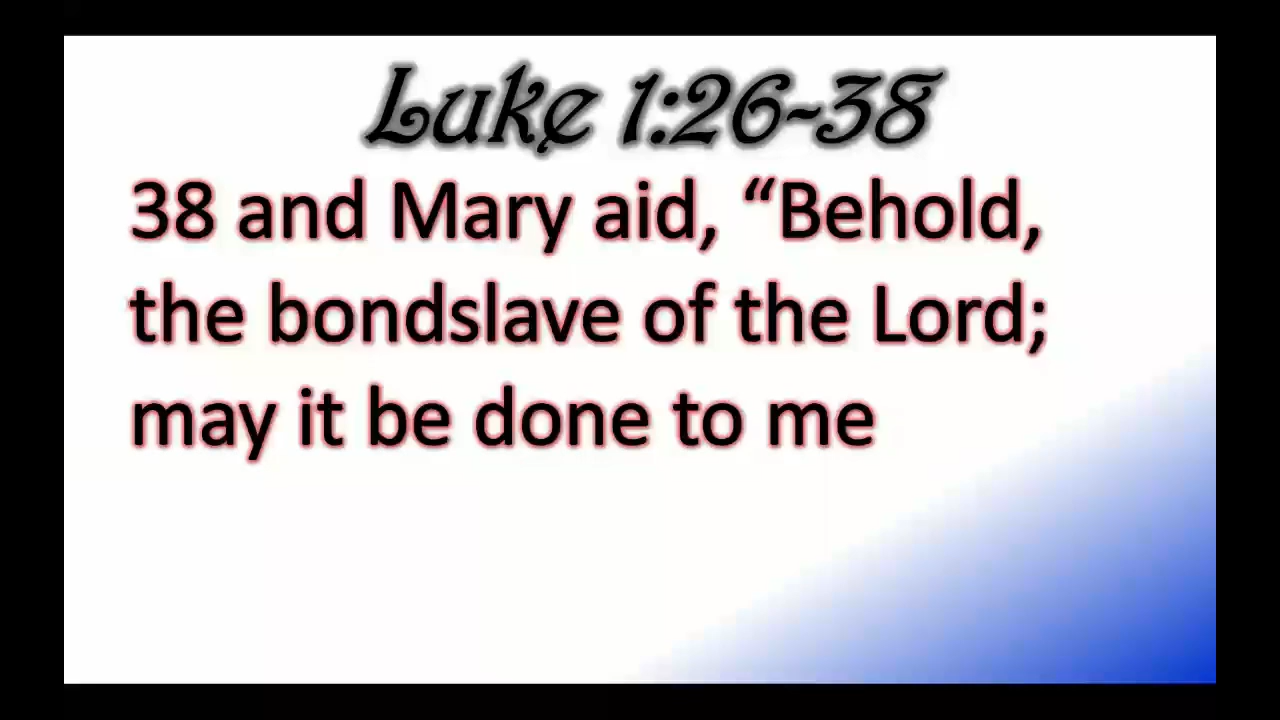 Luke 1:26-38
38 and Mary aid, “Behold,
the bondslave of the Lord;
may it be done to me